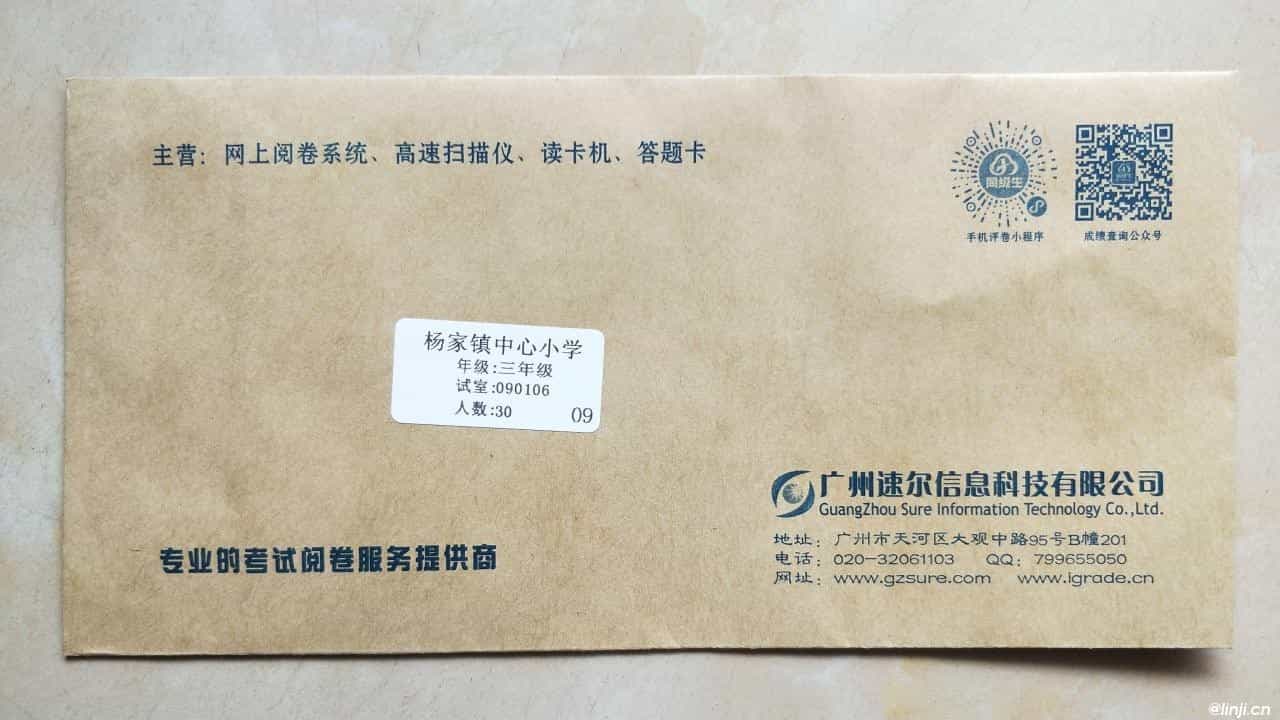 主营：网上阅卷系统、高速扫描仪、读卡机、答题卡
同级生
手机评卷小程序
成绩查询公众号
杨家镇中心小学
年级:三年级
试室:090106
人数:30
09
广州速尔信息科技有限公司
GuangZhou Sure Information Technology Co.,Ltd.
专业的考试阅卷服务提供商
地址：广州市天河区大观中路95号B幢201
电话：020-32061103 QQ：799655050
网址：www.gzsure.com www.igrade.cn
@linji.cn